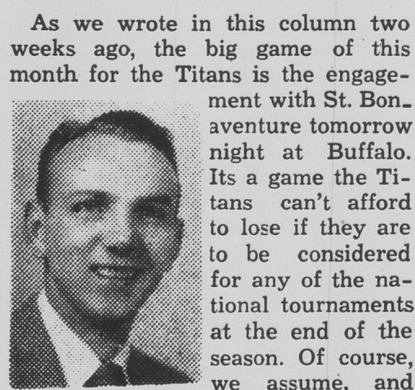 As we wrote in this column two
weeks ago, the big game of this
month for the Titans is the engage-
ment with St. Bon-
aventure tomorrow
night at Buffalo.
Its a game the Ti-
tans can't afford
to lose if they are
to be considered
for any of the na-
tional tournaments
at the end of the
season. Of course,
we assume, and